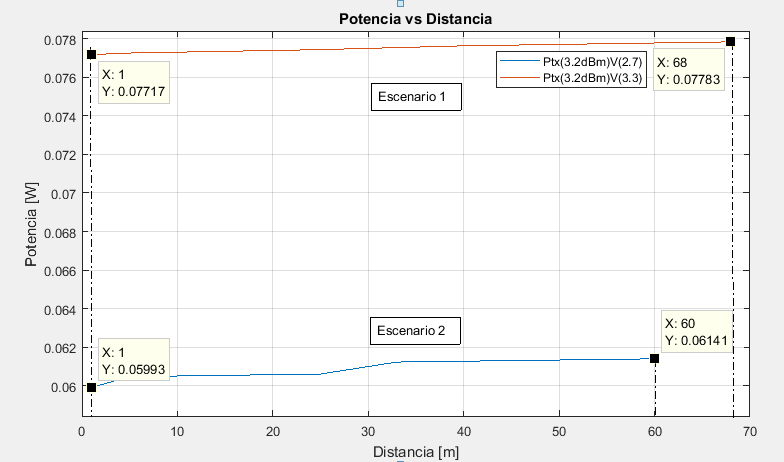 Potencia vs Distancia
Potencia [W]
0.078
0.076
0.074
0.072
0.07
0.068
0.066
0.064
0.062
0.06
X: 1
Y: 0.07717
Escenario 1
Ptx(3.2dBm)V(2.7)
Ptx(3.2dBm)V(3.3)
X: 68
Y: 0.07783
Escenario 2
X: 1
Y: 0.05993
X: 60
Y: 0.06141
0 10 20 30 40 50 60 70
Distancia [m]